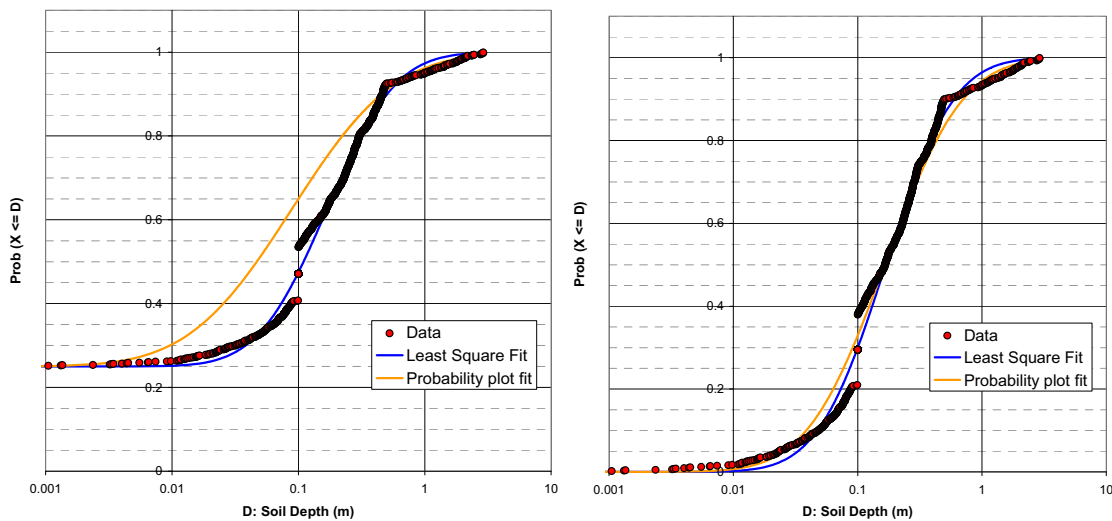 1
0.8
0.6
0.4
0.2
0
Prob (X <= D)
Data
Least Square Fit
Probability plot fit
0.001
0.01
0.1
1
10
D: Soil Depth (m)
1
0.8
0.6
0.4
0.2
0
Prob (X <= D)
Data
Least Square Fit
Probability plot fit
0.001
0.01
0.1
1
10
D: Soil Depth (m)